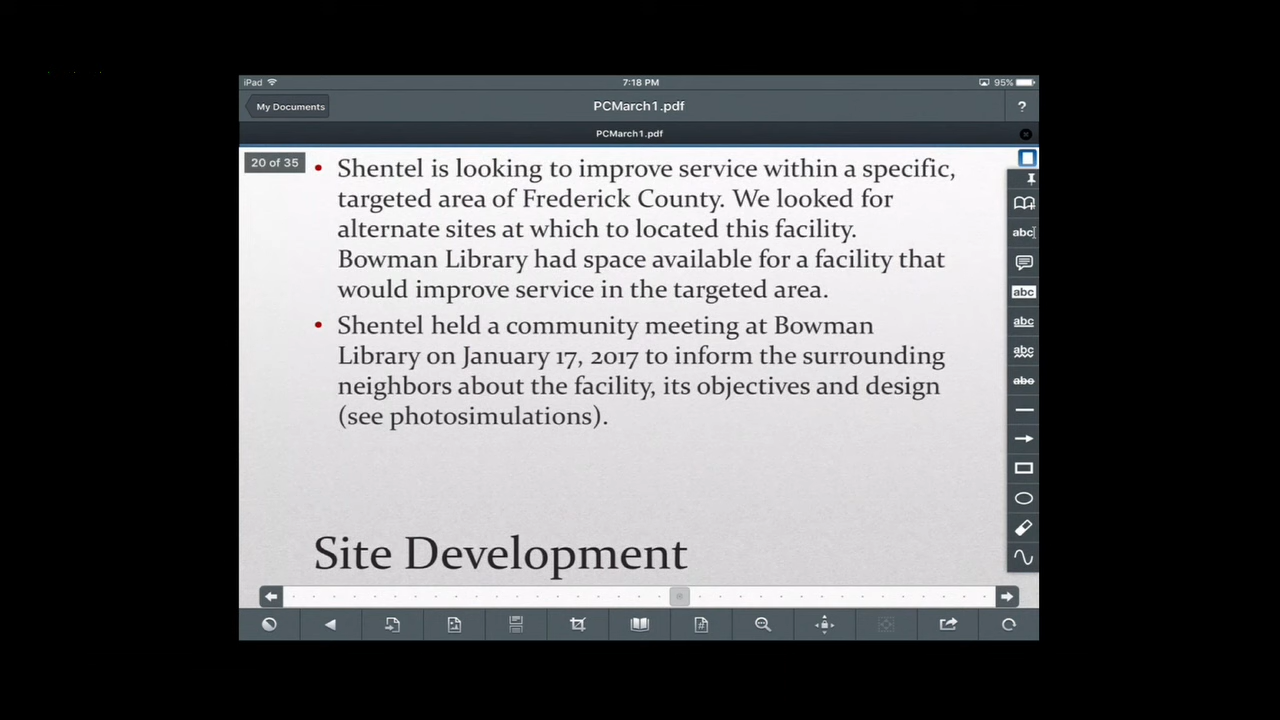 iPad 7:18 PM 95%
My Documents PCMarch1.pdf ?
PCMarch1.pdf
20 of 35
• Shentel is looking to improve service within a specific,
targeted area of Frederick County. We looked for
alternate sites at which to located this facility.
Bowman Library had space available for a facility that
would improve service in the targeted area.
• Shentel held a community meeting at Bowman
Library on January 17, 2017 to inform the surrounding
neighbors about the facility, its objectives and design
(see photosimulations).
Site Development
abc
abc
abc
abc
abc